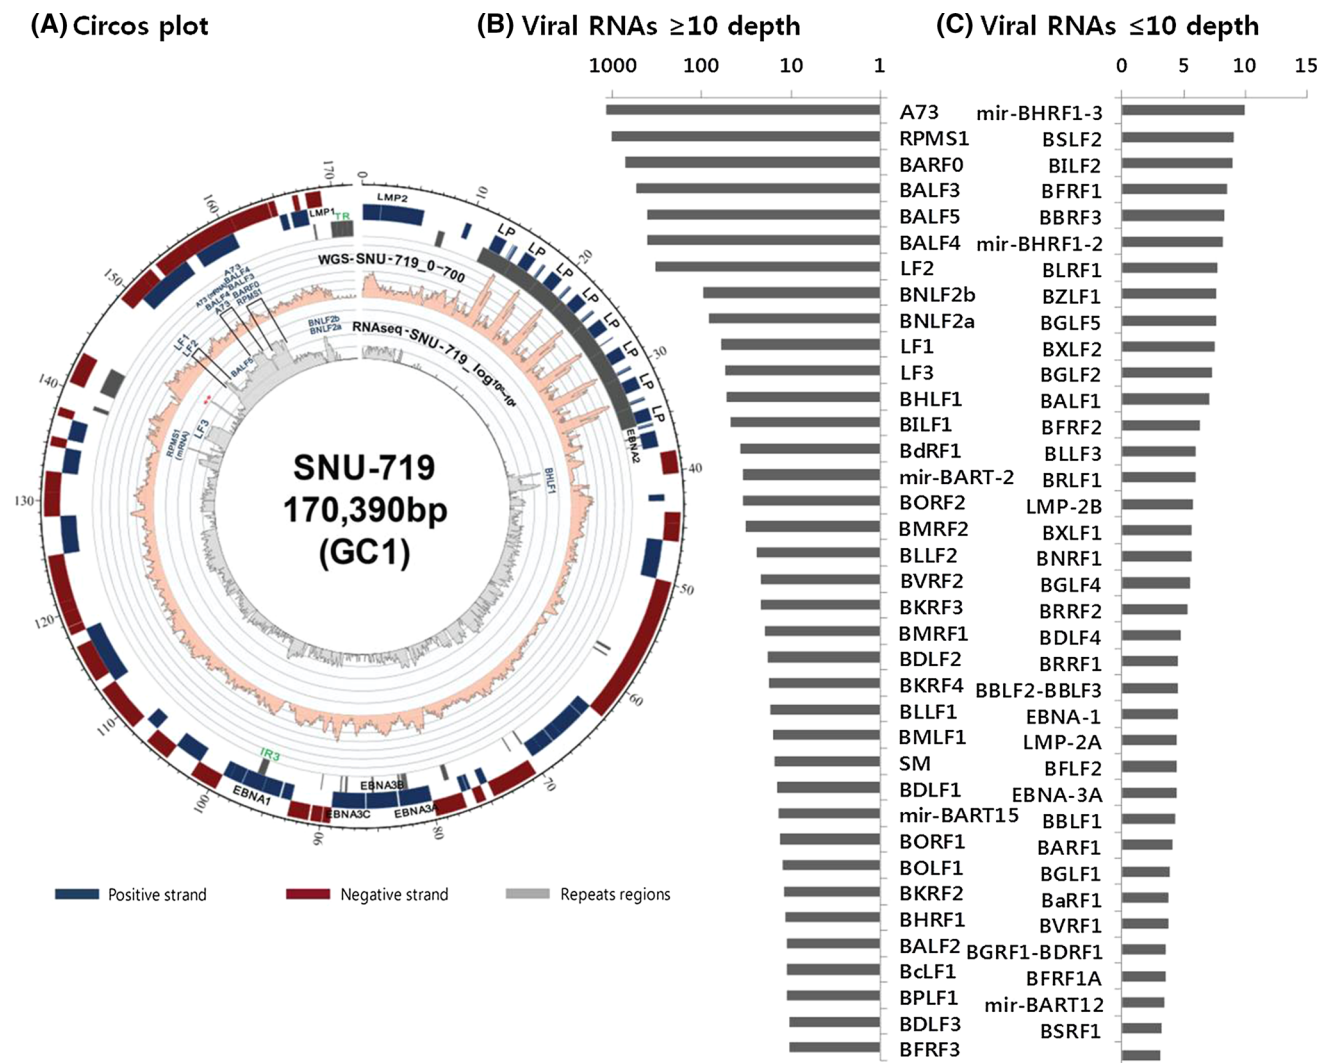 (A) Circos plot
(B) Viral RNAs ≥10 depth
(C) Viral RNAs ≤10 depth
1000 100 10 1
0 5 10 15
A73
RPMS1
BARF0
BALF3
BALF5
BALF4
LF2
BNLF2b
BNLF2a
LF1
LF3
BHLF1
BILF1
BdRF1
mir-BART-2
BORF2
BMRF2
BLLF2
BVRF2
BKRF3
BMRF1
BDLF2
BKRF4
BLLF1
BMLF1
SM
BDLF1
mir-BART15
BORF1
BOLF1
BKRF2
BHRF1
BALF2
BcLF1
BPLF1
BDLF3
BFRF3
mir-BHRF1-3
BSLF2
BILF2
BFRF1
BBRF3
mir-BHRF1-2
BLRF1
BZLF1
BGLF5
BXLF2
BGLF2
BALF1
BFRF2
BLLF3
BRLF1
LMP-2B
BXLF1
BNRF1
BGLF4
BRRF2
BDLF4
BRRF1
BBLF2-BBLF3
EBNA-1
LMP-2A
BFLF2
EBNA-3A
BBLF1
BARF1
BGLF1
BaRF1
BVRF1
BGRF1-BDRF1
BFRF1A
mir-BART12
BSRF1
0
10
20
30
40
50
60
70
80
90
100
110
120
130
140
150
160
170
LMP2
LP
LP
LP
LP
LP
LP
LP
LP
EBNA2
EBNA3A
EBNA3B
EBNA3C
IR3
EBNA1
LMP1
TR
WGS-SNU-719_0-700
RNAseq-SNU-719_log
A73
A73 (mRNA)BALF4
BALF4 BALF3
A73 BARF0
RPMS1
LF1
LF2
BALF5
BNLF2b
BNLF2a
RPMS1
(mRNA)
LF3
BHLF1
SNU-719
170,390bp
(GC1)
Positive strand
Negative strand
Repeats regions